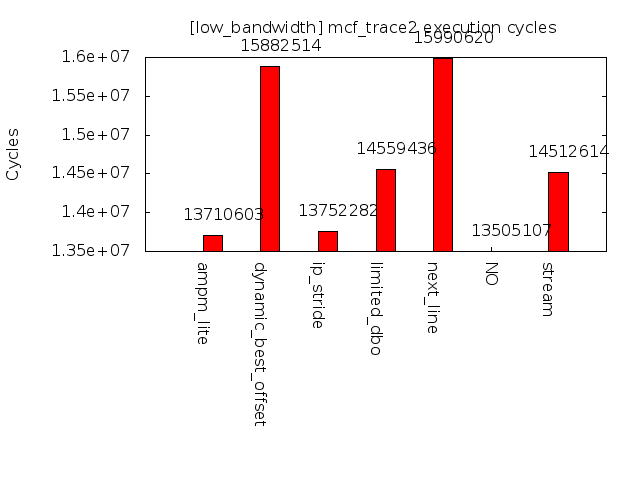 [low_bandwidth] mcf_trace2 execution cycles
Cycles
1.6e+07
1.55e+07
1.5e+07
1.45e+07
1.4e+07
1.35e+07
13710603
15882514
13752282
14559436
15990620
13505107
14512614
ampm_lite
dynamic_best_offset
ip_stride
limited_dbo
next_line
NO
stream